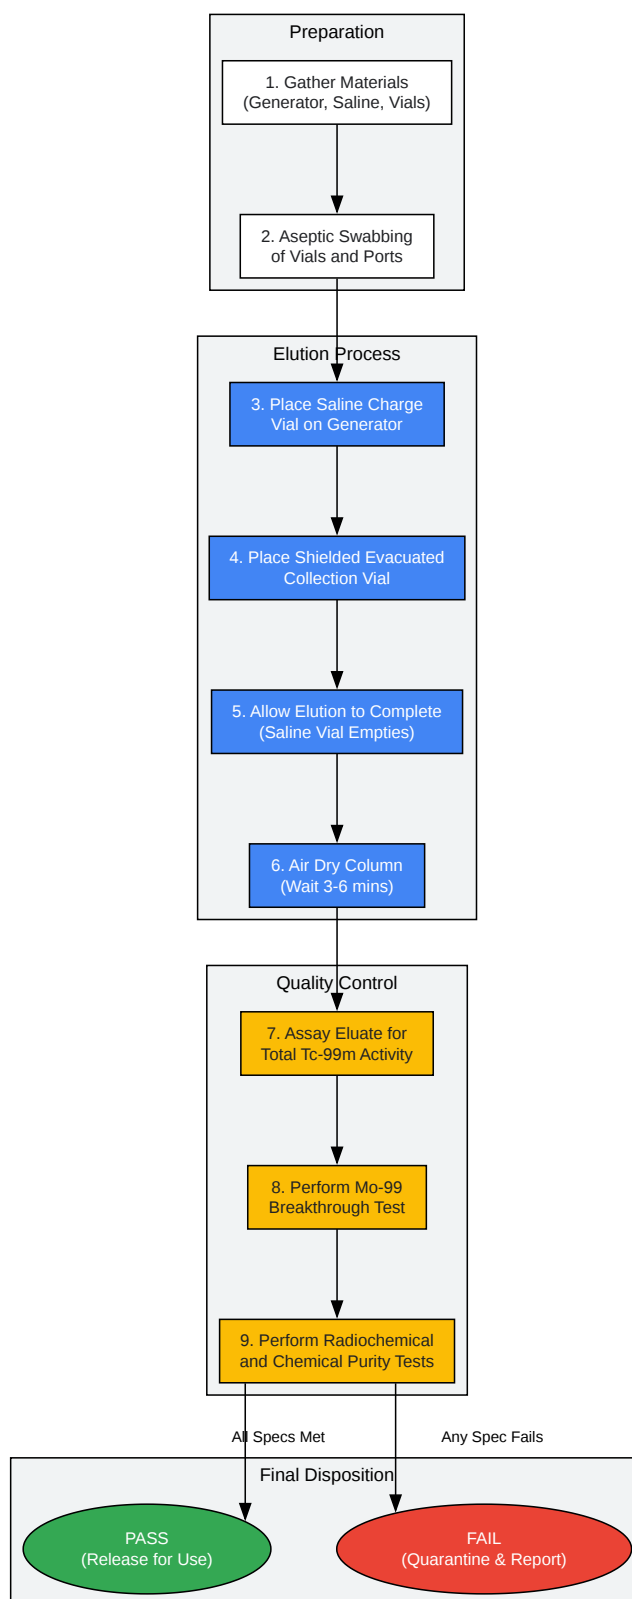 Preparation
1. Gather Materials
(Generator, Saline, Vials)
2. Aseptic Swabbing
of Vials and Ports
Elution Process
3. Place Saline Charge
Vial on Generator
4. Place Shielded Evacuated
Collection Vial
5. Allow Elution to Complete
(Saline Vial Empties)
6. Air Dry Column
(Wait 3-6 mins)
Quality Control
7. Assay Eluate for
Total Tc-99m Activity
8. Perform Mo-99
Breakthrough Test
9. Perform Radiochemical
and Chemical Purity Tests
All Specs Met
Any Spec Fails
Final Disposition
PASS
(Release for Use)
FAIL
(Quarantine & Report)